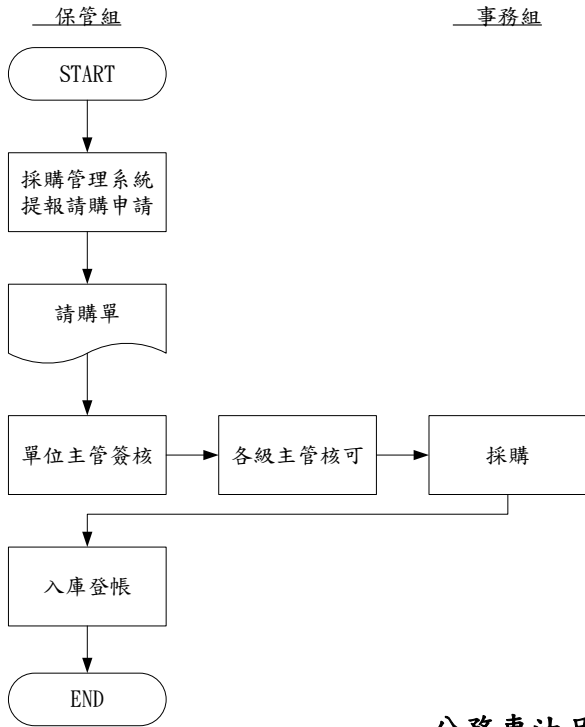 保管組
事務組
START
採購管理系統
提報請購申請
請購單
單位主管簽核
各級主管核可
採購
入庫登帳
END